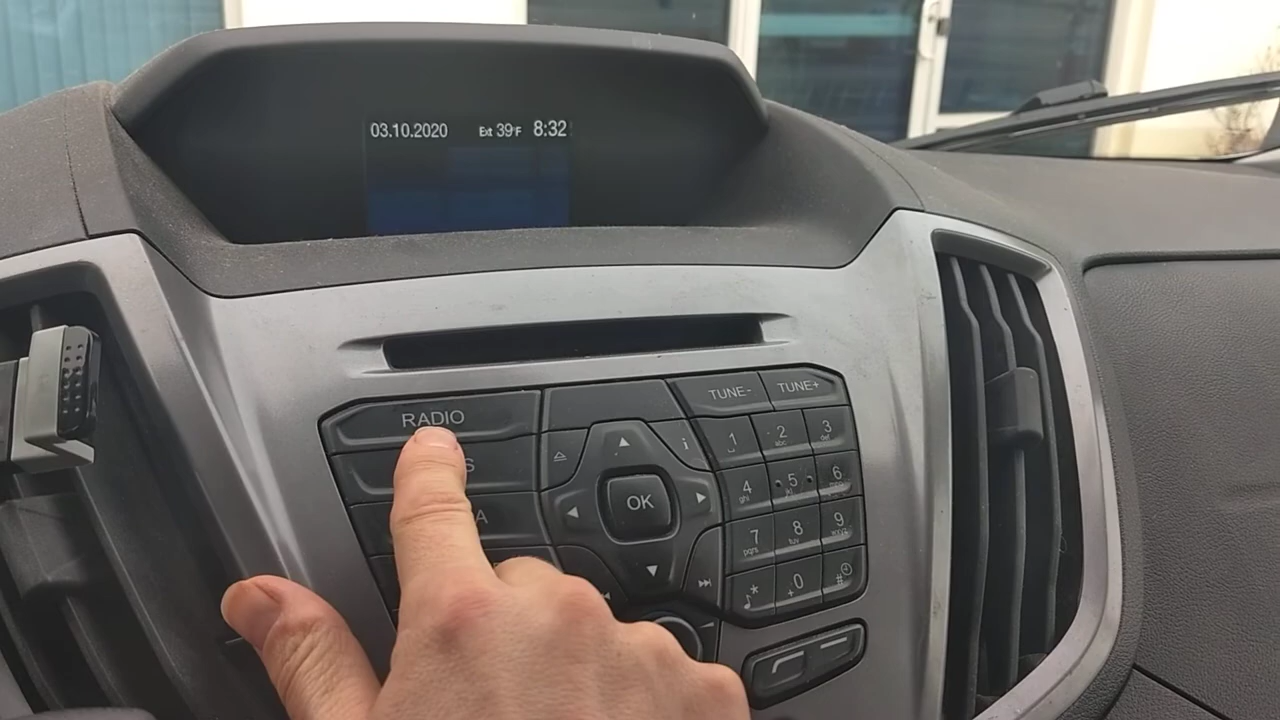 03.10.2020 Ext 39°F 8:32
RADIO
TUNE- TUNE+
S
i
1 2 abc 3 def
A
OK
4 ghi 5 jkl 6
7 pqrs 8 tuv 9 wxyz
* 0 + #